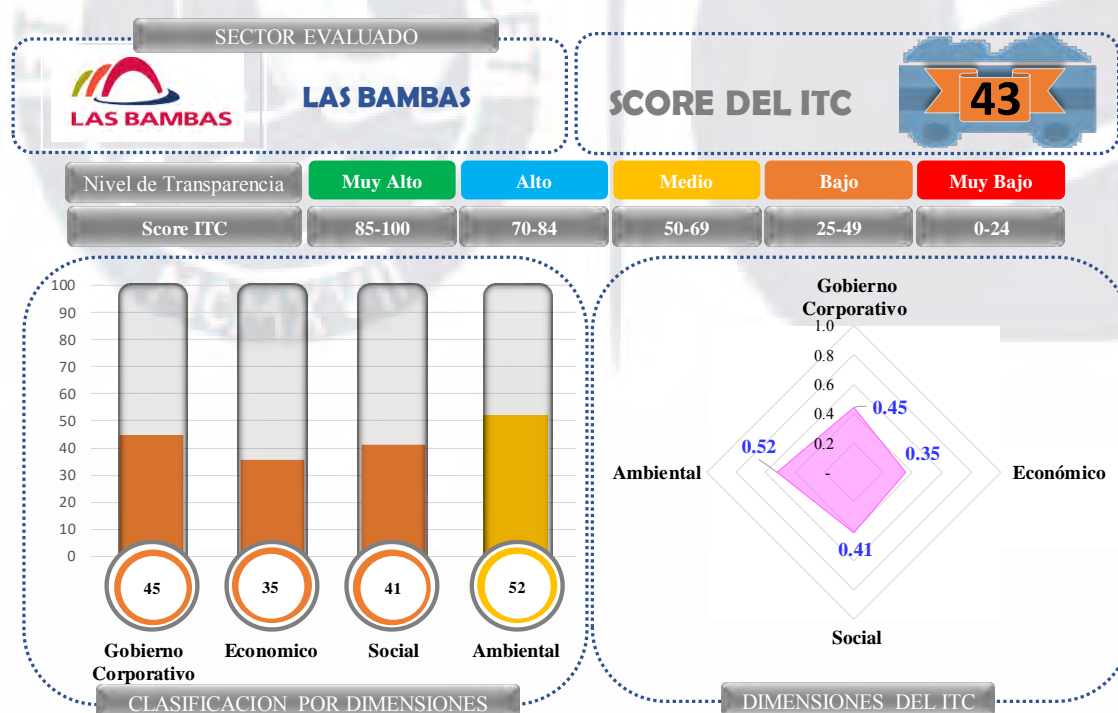 SECTOR EVALUADO
LAS BAMBAS
LAS BAMBAS
SCORE DEL ITC
43
Nivel de Transparencia Muy Alto Alto Medio Bajo Muy Bajo
Score ITC 85-100 70-84 50-69 25-49 0-24
100
90
80
70
60
50
40
30
20
10
0
45 35 41 52
Gobierno Corporativo
Economico
Social
Ambiental
CLASIFICACION POR DIMENSIONES
Gobierno
Corporativo
1.0
0.8
0.6
0.4
0.2
-
0.45
0.35
0.52
0.41
Ambiental
Económico
Social
DIMENSIONES DEL ITC